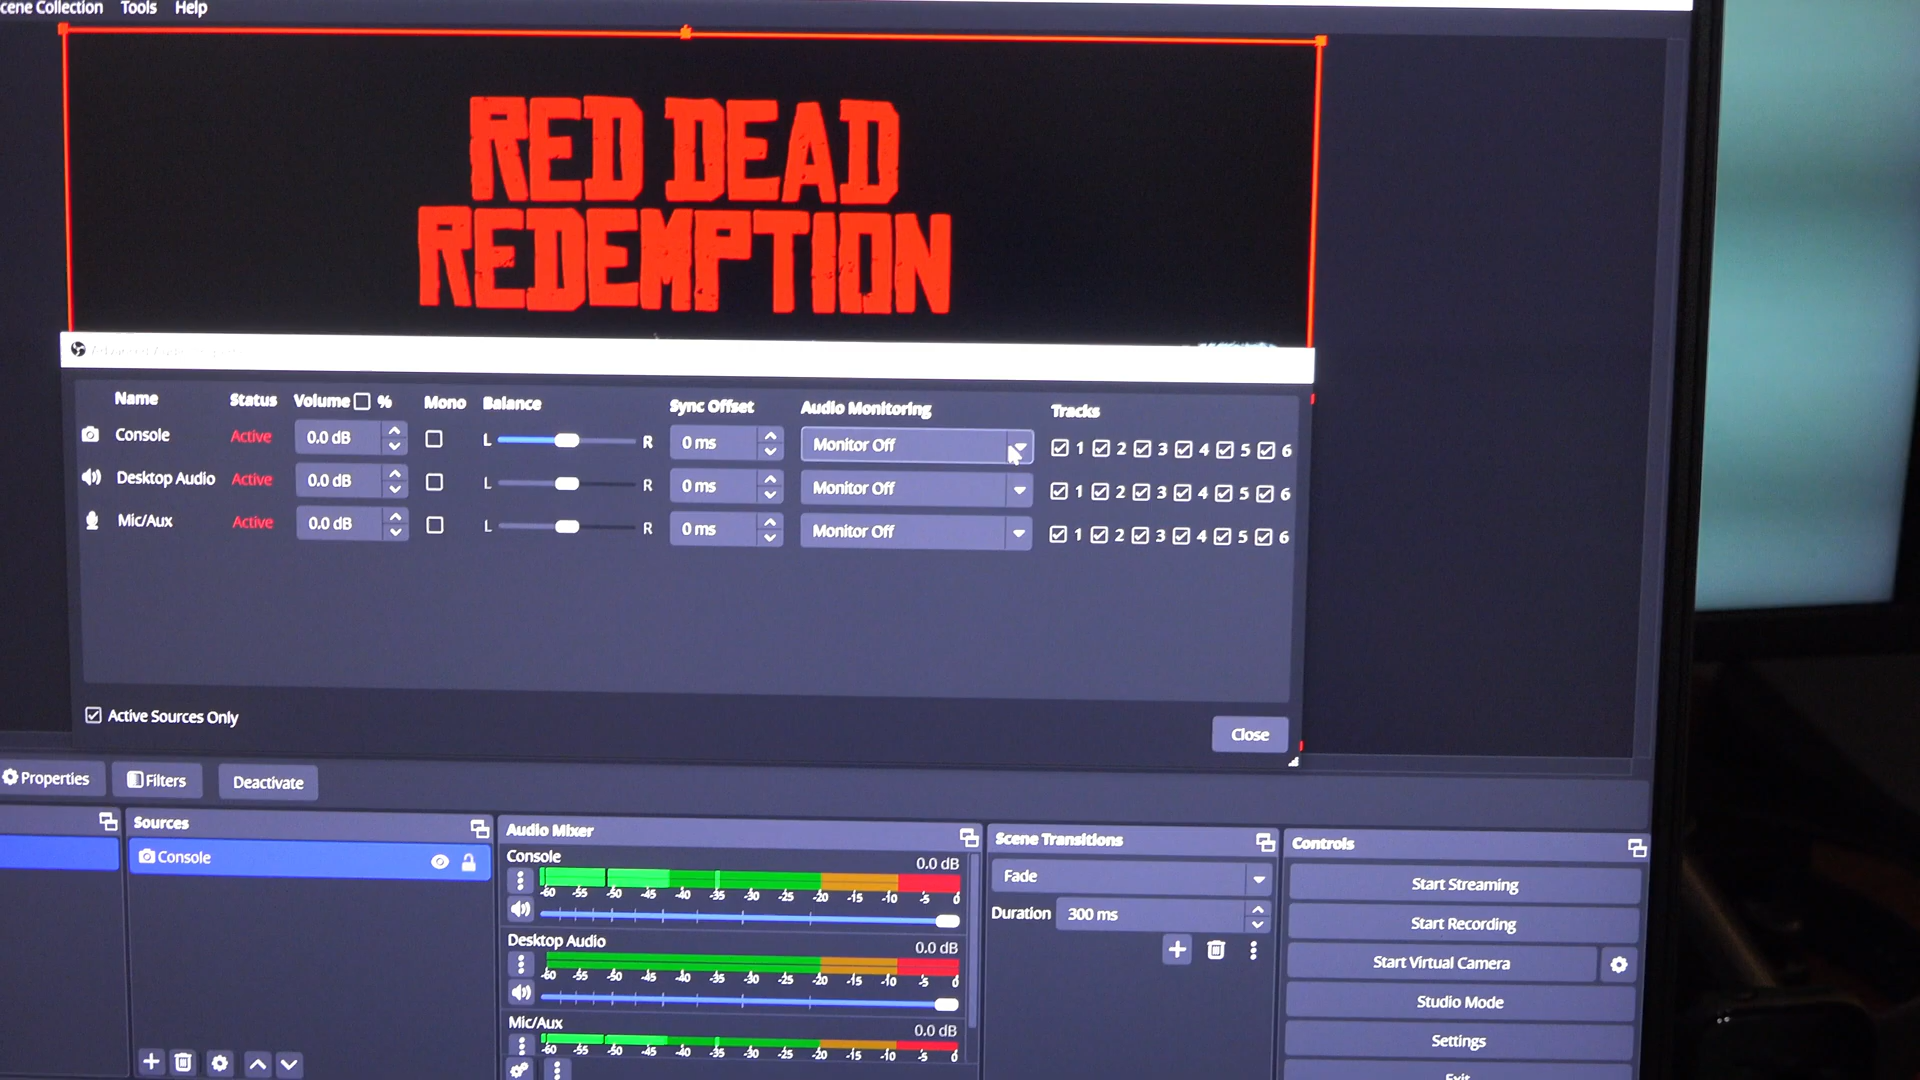 cene Collection Tools Help
RED DEAD
REDEMPTION
Name Status Volume % Mono Balance Sync Offset Audio Monitoring Tracks
Console Active 0.0 dB L R 0 ms Monitor Off 1 2 3 4 5 6
Desktop Audio Active 0.0 dB L R 0 ms Monitor Off 1 2 3 4 5 6
Mic/Aux Active 0.0 dB L R 0 ms Monitor Off 1 2 3 4 5 6
Active Sources Only
Close
Properties Filters Deactivate
Sources
Console
Audio Mixer
Console 0.0 dB
-60 -55 -50 -45 -40 -35 -30 -25 -20 -15 -10 -5 0
Desktop Audio 0.0 dB
-60 -55 -50 -45 -40 -35 -30 -25 -20 -15 -10 -5 0
Mic/Aux 0.0 dB
-60 -55 -50 -45 -40 -35 -30 -25 -20 -15 -10 -5 0
Scene Transitions
Fade
Duration 300 ms
Controls
Start Streaming
Start Recording
Start Virtual Camera
Studio Mode
Settings
Exit